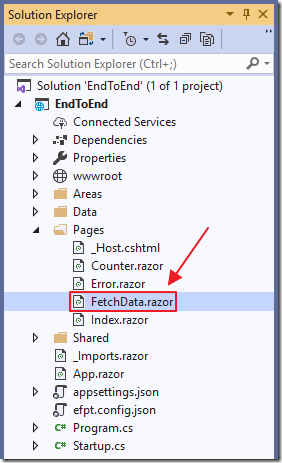 Solution Explorer
Search Solution Explorer (Ctrl+;)
Solution 'EndToEnd' (1 of 1 project)
EndToEnd
Connected Services
Dependencies
Properties
wwwroot
Areas
Data
Pages
_Host.cshtml
Counter.razor
Error.razor
FetchData.razor
Index.razor
Shared
_Imports.razor
App.razor
appsettings.json
efpt.config.json
C# Program.cs
C# Startup.cs